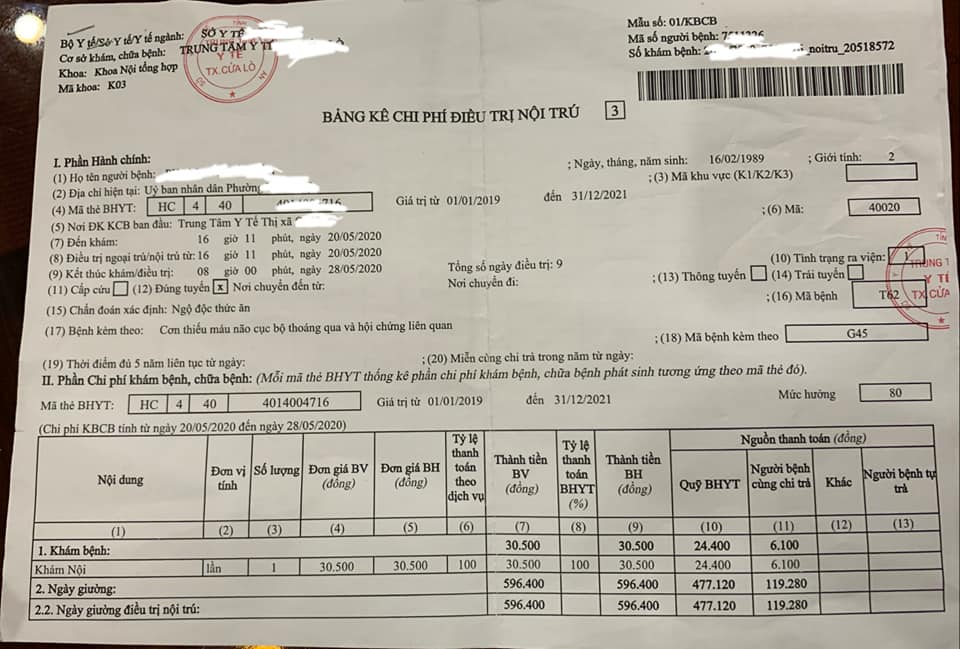 Bộ Y tế/Sở Y tế/Y tế ngành: SỞ Y TẾ
Cơ sở khám, chữa bệnh: TRUNG TÂM Y T
Khoa: Khoa Nội tổng hợp
Mã khoa: K03
TỈNH
Y TẾ
TX.CỬA LÒ
Mẫu số: 01/KBCB
Mã số người bệnh:
Số khám bệnh: _noitru_20518572
BẢNG KÊ CHI PHÍ ĐIỀU TRỊ NỘI TRÚ 3
I. Phần Hành chính:
(1) Họ tên người bệnh: ; Ngày, tháng, năm sinh: 16/02/1989 ; Giới tính: 2
(2) Địa chỉ hiện tại: Uỷ ban nhân dân Phường ; (3) Mã khu vực (K1/K2/K3)
(4) Mã thẻ BHYT: HC 4 40 Giá trị từ 01/01/2019 đến 31/12/2021
(5) Nơi ĐK KCB ban đầu: Trung Tâm Y Tế Thị xã ; (6) Mã: 40020
(7) Đến khám: 16 giờ 11 phút, ngày 20/05/2020
(8) Điều trị ngoại trú/nội trú từ: 16 giờ 11 phút, ngày 20/05/2020
(9) Kết thúc khám/điều trị: 08 giờ 00 phút, ngày 28/05/2020 Tổng số ngày điều trị: 9 (10) Tình trạng ra viện: 1
(11) Cấp cứu (12) Đúng tuyến x Nơi chuyển đến từ: Nơi chuyển đi: ; (13) Thông tuyến (14) Trái tuyến
(15) Chẩn đoán xác định: Ngộ độc thức ăn ; (16) Mã bệnh T62
TỈNH
TRUNG T
Y TẾ
TX.CỬA
(17) Bệnh kèm theo: Cơn thiếu máu não cục bộ thoáng qua và hội chứng liên quan ; (18) Mã bệnh kèm theo G45
(19) Thời điểm đủ 5 năm liên tục từ ngày: ; (20) Miễn cùng chi trả trong năm từ ngày:
II. Phần Chi phí khám bệnh, chữa bệnh: (Mỗi mã thẻ BHYT thống kê phần chi phí khám bệnh, chữa bệnh phát sinh tương ứng theo mã thẻ đó).
Mã thẻ BHYT: HC 4 40 4014004716 Giá trị từ 01/01/2019 đến 31/12/2021 Mức hưởng 80
(Chi phí KBCB tính từ ngày 20/05/2020 đến ngày 28/05/2020)
Nội dung Đơn vị tính Số lượng Đơn giá BV (đồng) Đơn giá BH (đồng) Tỷ lệ thanh toán theo dịch vụ Thành tiền BV (đồng) Tỷ lệ thanh toán BHYT (%) Thành tiền BH (đồng) Nguồn thanh toán (đồng)
Quỹ BHYT Người bệnh cùng chi trả Khác Người bệnh tự trả
(1) (2) (3) (4) (5) (6) (7) (8) (9) (10) (11) (12) (13)
1. Khám bệnh: 30.500 30.500 24.400 6.100
Khám Nội lần 1 30.500 30.500 100 30.500 100 30.500 24.400 6.100
2. Ngày giường: 596.400 596.400 477.120 119.280
2.2. Ngày giường điều trị nội trú: 596.400 596.400 477.120 119.280